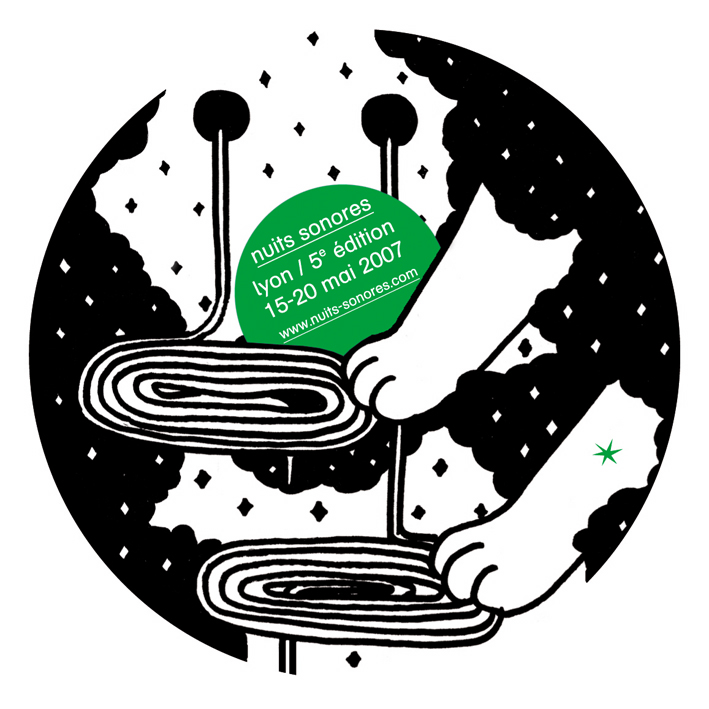 nuits sonores
lyon / 5e édition
15-20 mai 2007
www.nuits-sonores.com